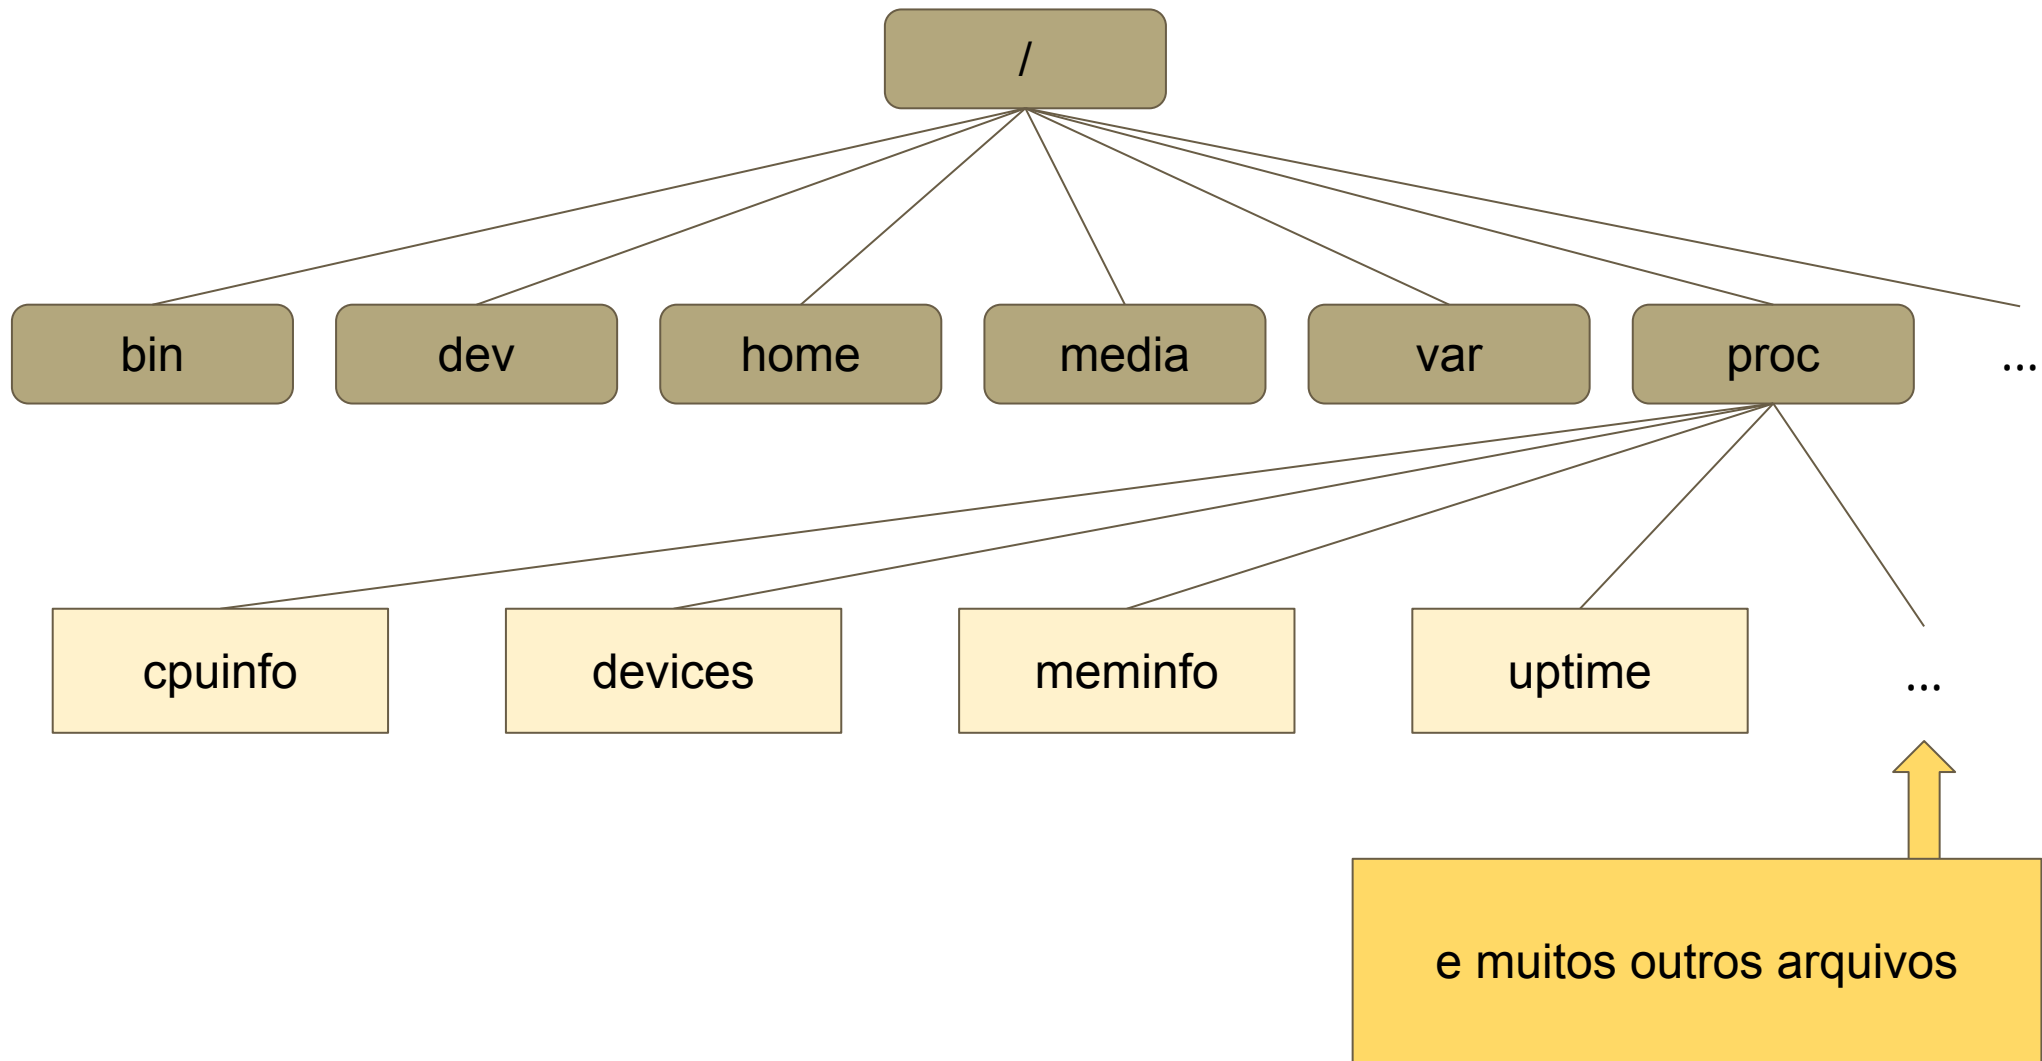 /
bin dev home media var proc ...
cpuinfo devices meminfo uptime ...
e muitos outros arquivos